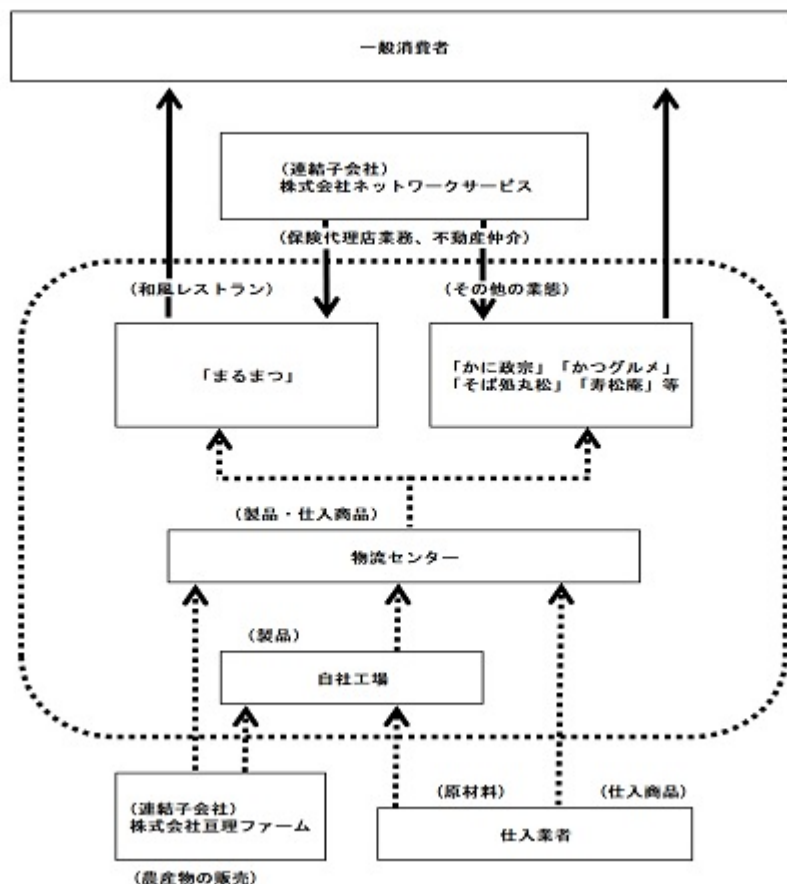 一般消費者
(連結子会社)
株式会社ネットワークサービス
(保険代理店業務、不動産仲介)
(和風レストラン)
(その他の業態)
「まるまつ」
「かに政宗」「かつグルメ」
「そば処丸松」「寿松庵」等
(製品・仕入商品)
物流センター
(製品)
自社工場
(連結子会社)
株式会社亘理ファーム
(農産物の販売)
(原材料)
(仕入商品)
仕入業者